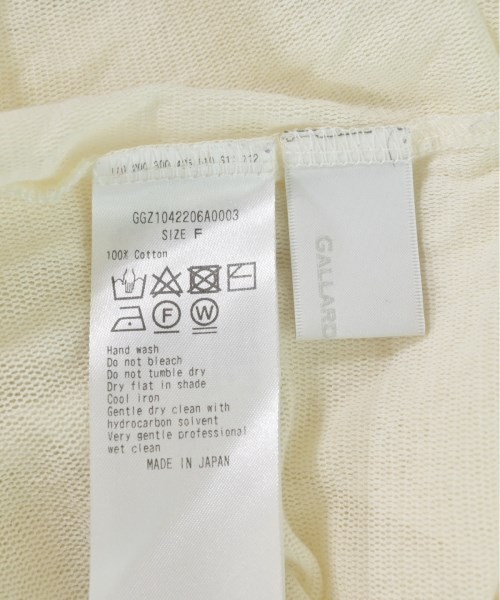 GGZ1042206A0003
SIZE F
100% Cotton
F
W
Hand wash
Do not bleach
Do not tumble dry
Dry flat in shade
Cool iron
Gentle dry clean with
hydrocarbon solvent
Very gentle professional
wet clean
MADE IN JAPAN
GALLARD